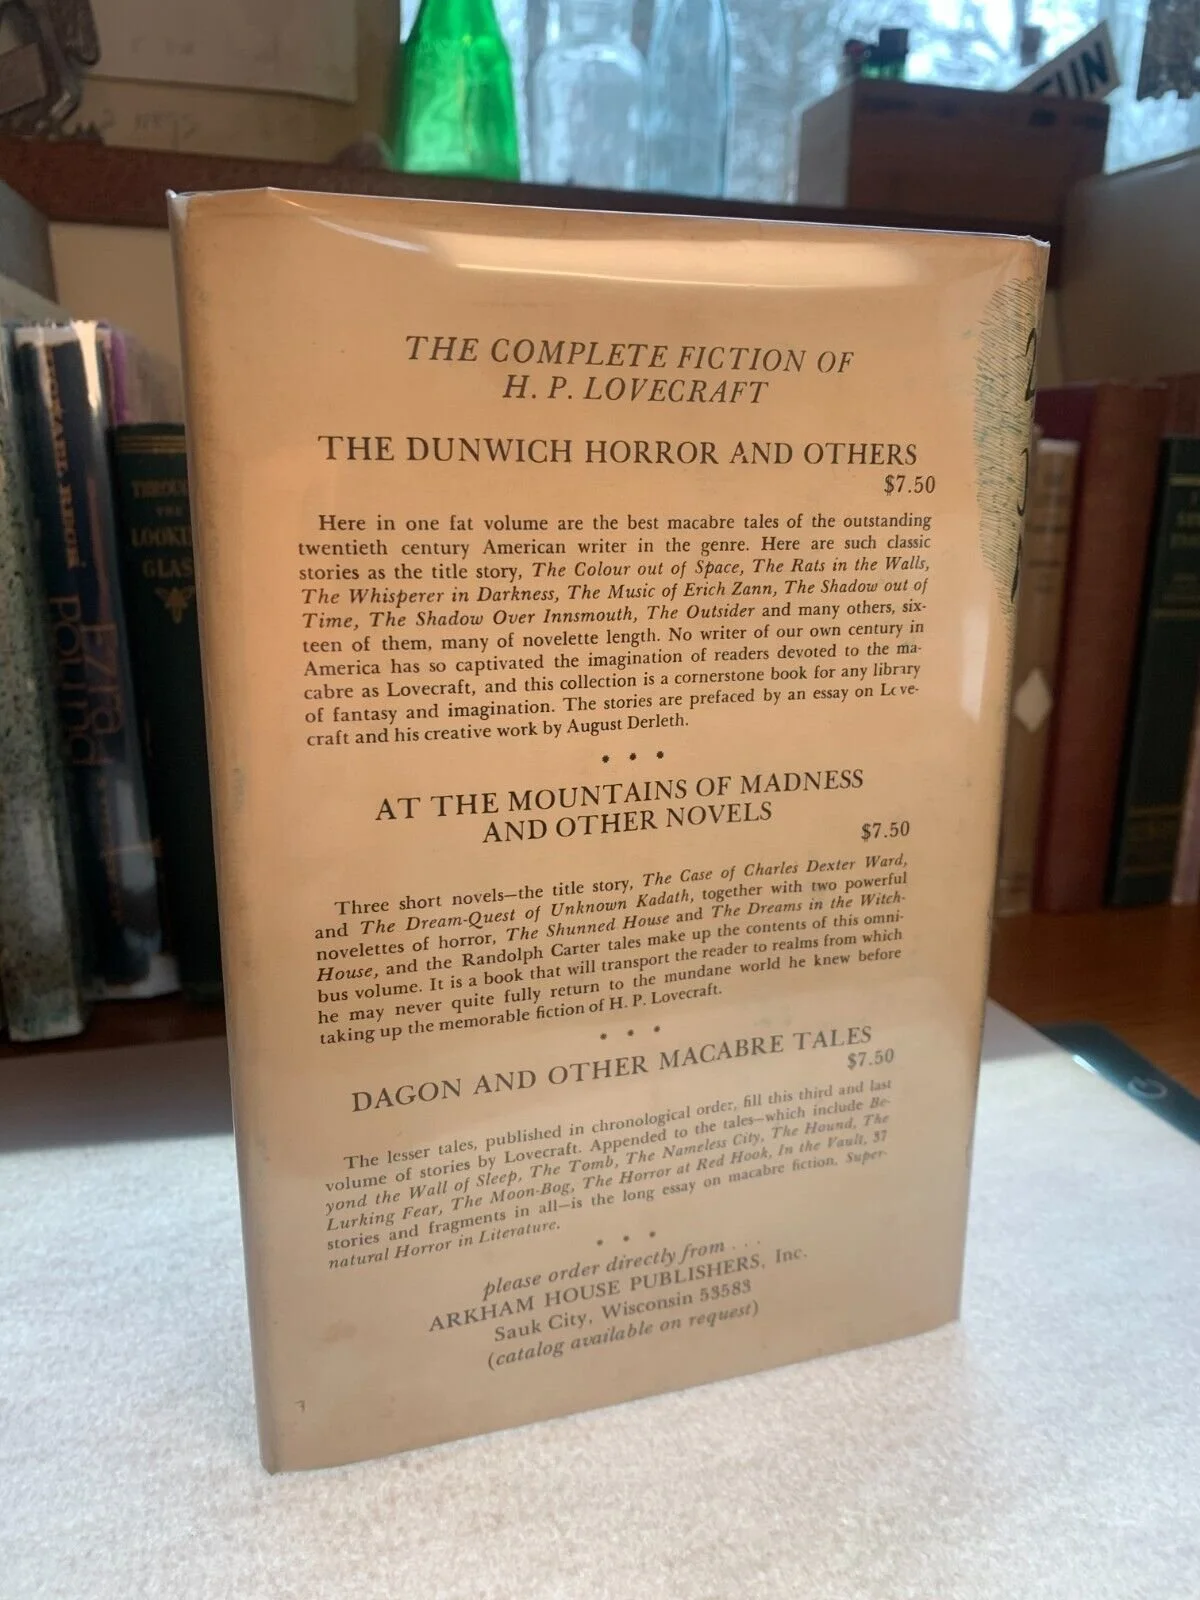 FUN
THE COMPLETE FICTION OF
H. P. LOVECRAFT
THE DUNWICH HORROR AND OTHERS
$7.50
Here in one fat volume are the best macabre tales of the outstanding
twentieth century American writer in the genre. Here are such classic
stories as the title story, The Colour out of Space, The Rats in the Walls,
The Whisperer in Darkness, The Music of Erich Zann, The Shadow out of
Time, The Shadow Over Innsmouth, The Outsider and many others, six-
teen of them, many of novelette length. No writer of our own century in
America has so captivated the imagination of readers devoted to the ma-
cabre as Lovecraft, and this collection is a cornerstone book for any library
of fantasy and imagination. The stories are prefaced by an essay on Love-
craft and his creative work by August Derleth.
* * *
AT THE MOUNTAINS OF MADNESS
AND OTHER NOVELS
$7.50
Three short novels—the title story, The Case of Charles Dexter Ward,
and The Dream-Quest of Unknown Kadath, together with two powerful
novelettes of horror, The Shunned House and The Dreams in the Witch-
House, and the Randolph Carter tales make up the contents of this omni-
bus volume. It is a book that will transport the reader to realms from which
he may never quite fully return to the mundane world he knew before
taking up the memorable fiction of H. P. Lovecraft.
* * *
DAGON AND OTHER MACABRE TALES
$7.50
The lesser tales, published in chronological order, fill this third and last
volume of stories by Lovecraft. Appended to the tales—which include Be-
yond the Wall of Sleep, The Tomb, The Nameless City, The Hound, The
Lurking Fear, The Moon-Bog, The Horror at Red Hook, In the Vault, 37
stories and fragments in all—is the long essay on macabre fiction, Super-
natural Horror in Literature.
* * *
please order directly from . . .
ARKHAM HOUSE PUBLISHERS, Inc.
Sauk City, Wisconsin 53583
(catalog available on request)
Ezra
Pound
THROU
THE
LOOKI
GLAS